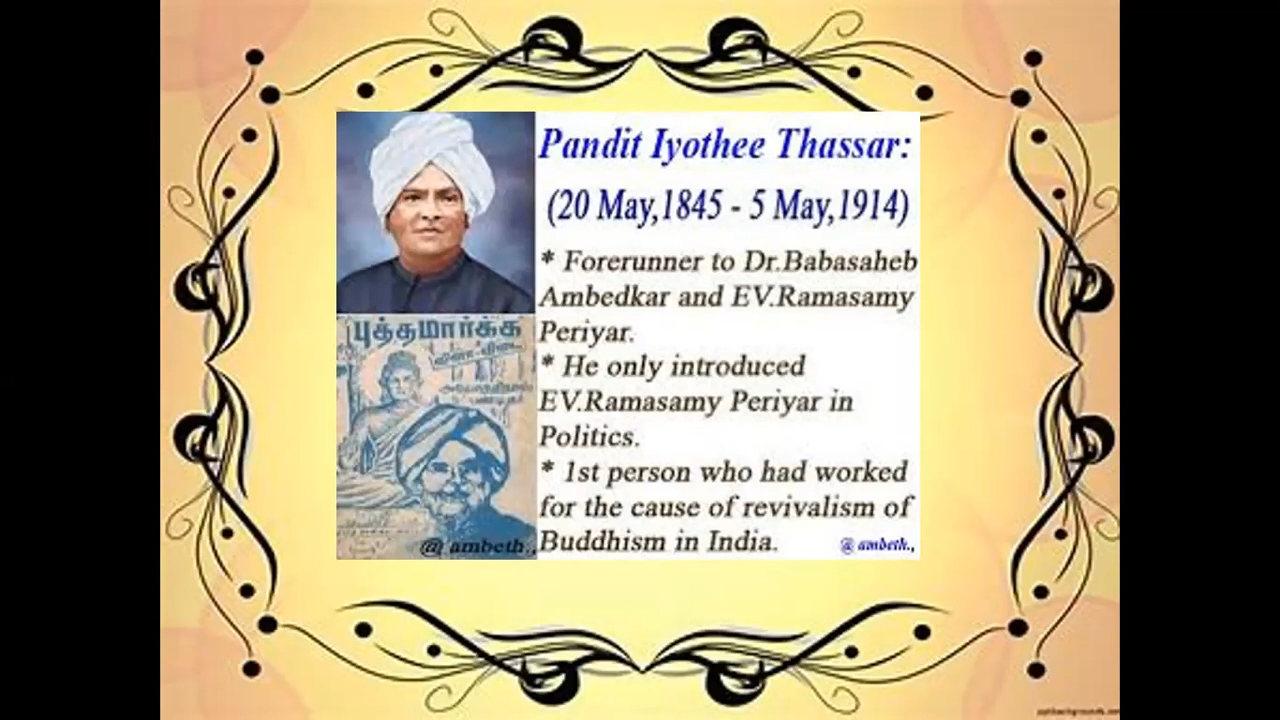 Pandit Iyothee Thassar:
(20 May,1845 - 5 May,1914)
* Forerunner to Dr.Babasaheb
Ambedkar and EV.Ramasamy
Periyar.
* He only introduced
EV.Ramasamy Periyar in
Politics.
* 1st person who had worked
for the cause of revivalism of
Buddhism in India.
@ ambeth.,
புத்தமார்க்க
வினா-விடை
@ ambeth.,